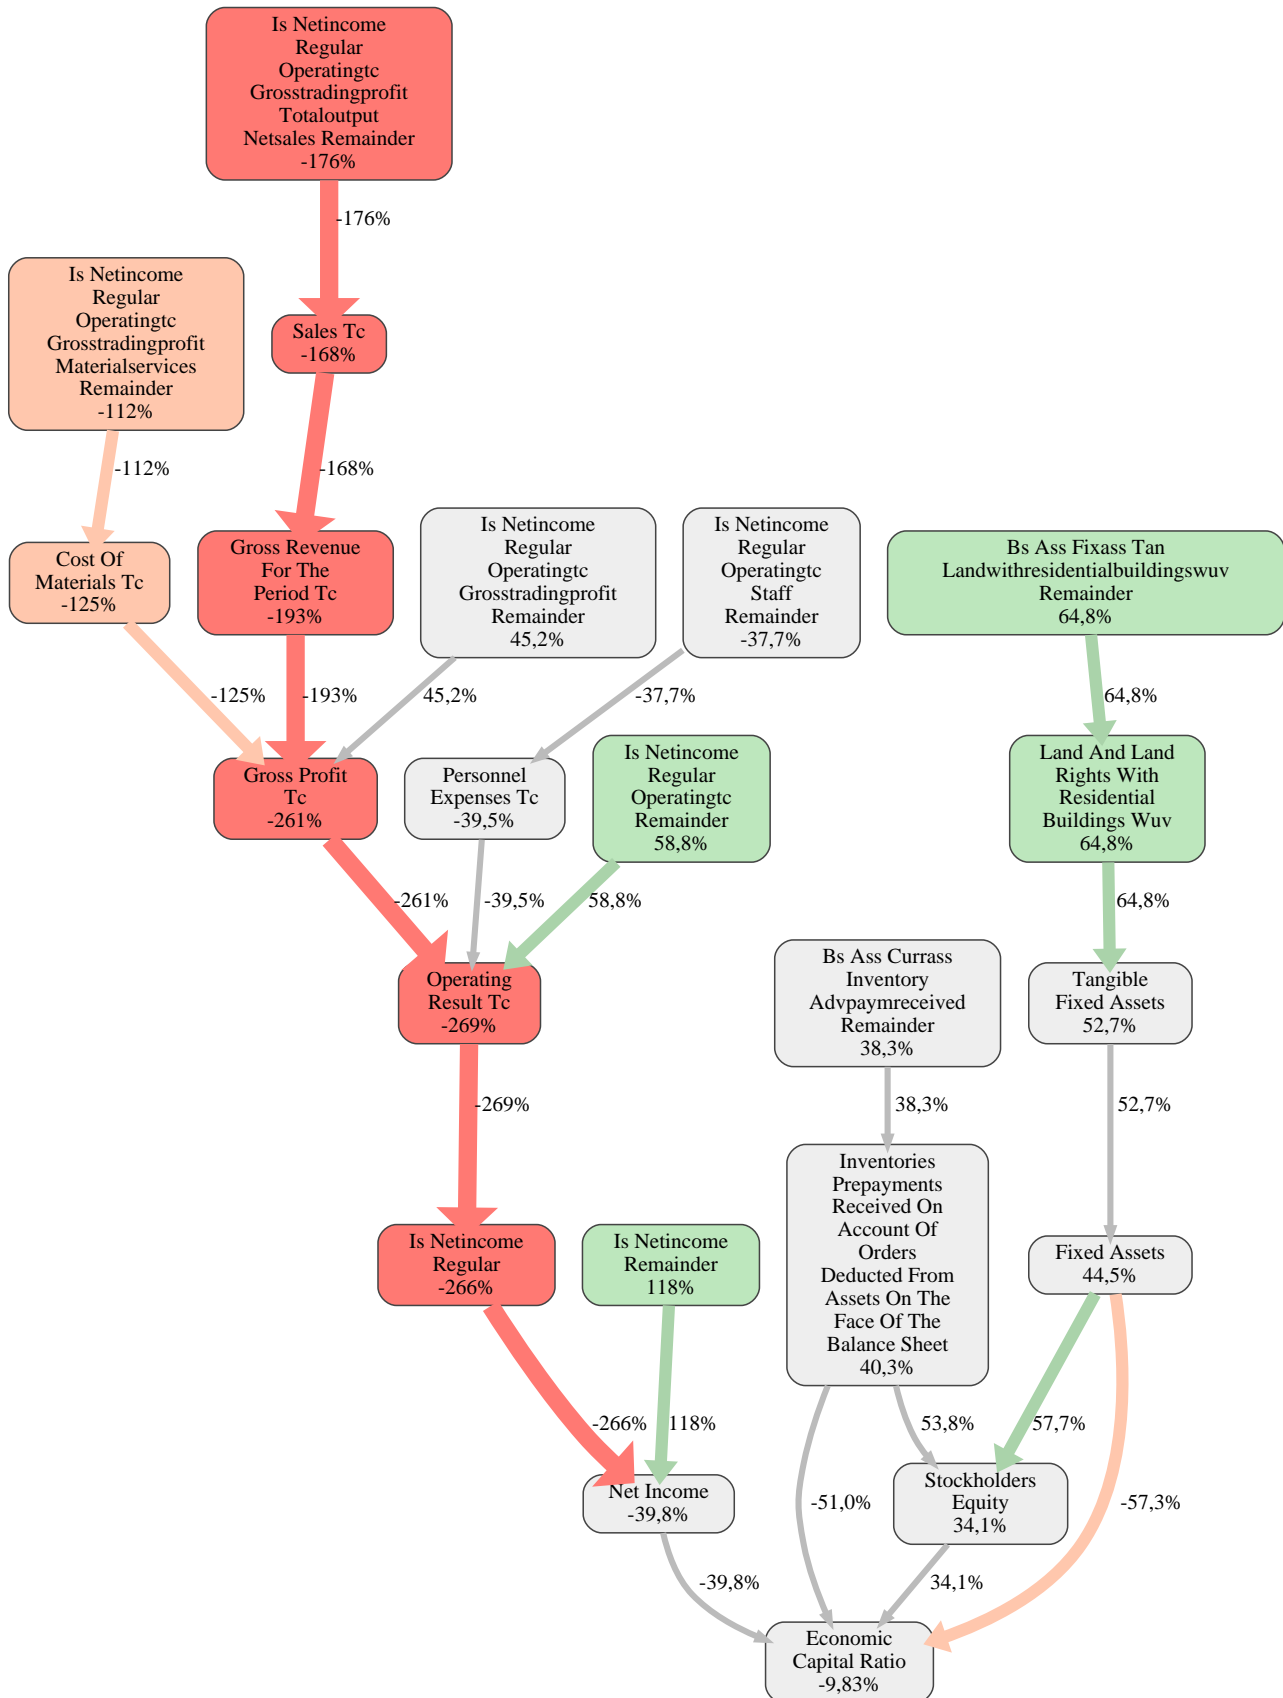 Is Netincome
Regular
Operatingtc
Grosstradingprofit
Totaloutput
Netsales Remainder
-176%
-176%
Is Netincome
Regular
Operatingtc
Grosstradingprofit
Materialservices
Remainder
-112%
Sales Tc
-168%
-112%
-168%
Cost Of
Materials Tc
-125%
Gross Revenue
For The
Period Tc
-193%
Is Netincome
Regular
Operatingtc
Grosstradingprofit
Remainder
45,2%
Is Netincome
Regular
Operatingtc
Staff
Remainder
-37,7%
Bs Ass Fixass Tan
Landwithresidentialbuildingswuv
Remainder
64,8%
-125%
-193%
45,2%
-37,7%
64,8%
Gross Profit
Tc
-261%
Personnel
Expenses Tc
-39,5%
Is Netincome
Regular
Operatingtc
Remainder
58,8%
Land And Land
Rights With
Residential
Buildings Wuv
64,8%
-261%
-39,5%
58,8%
64,8%
Operating
Result Tc
-269%
Bs Ass Currass
Inventory
Advpaymreceived
Remainder
38,3%
Tangible
Fixed Assets
52,7%
-269%
38,3%
52,7%
Is Netincome
Regular
-266%
Is Netincome
Remainder
118%
Inventories
Prepayments
Received On
Account Of
Orders
Deducted From
Assets On The
Face Of The
Balance Sheet
40,3%
Fixed Assets
44,5%
-266%
118%
53,8%
57,7%
Net Income
-39,8%
-51,0%
Stockholders
Equity
34,1%
-57,3%
-39,8%
34,1%
Economic
Capital Ratio
-9,83%